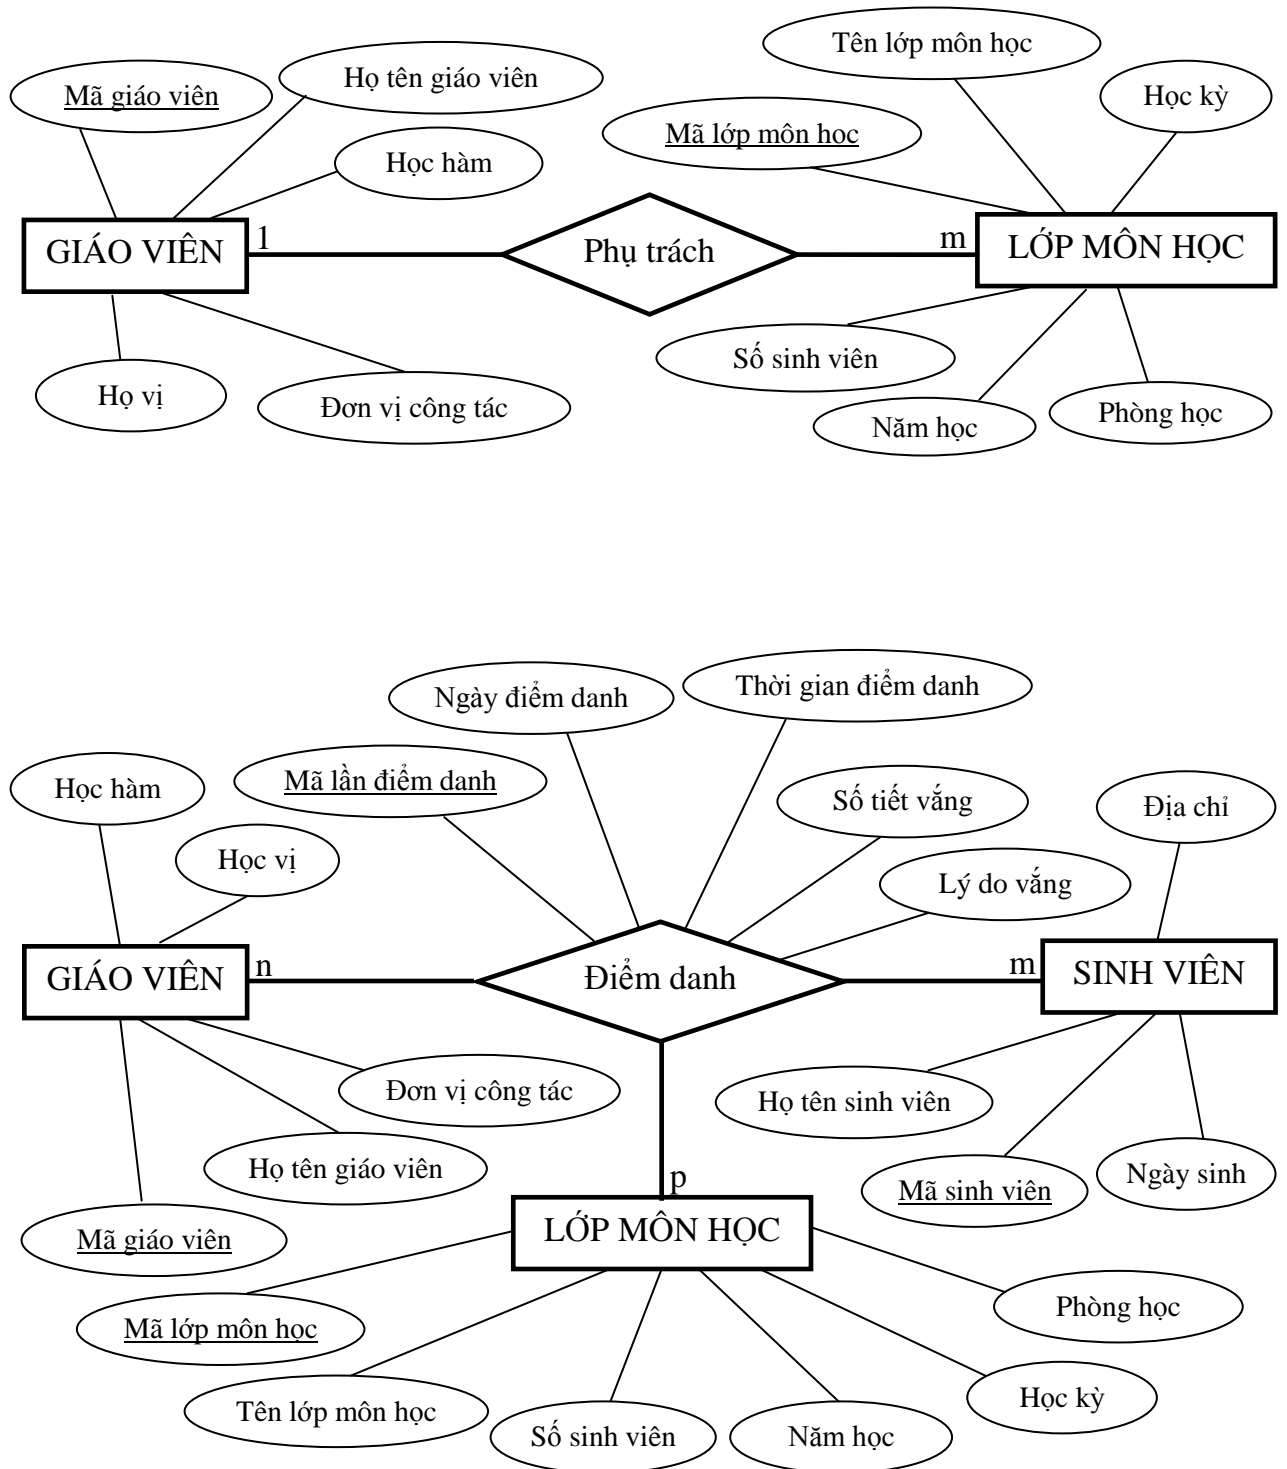 Tên lớp môn học
Họ tên giáo viên
Mã giáo viên
Học kỳ
Mã lớp môn học
Học hàm
GIÁO VIÊN
1
Phụ trách
m
LỚP MÔN HỌC
Số sinh viên
Họ vị
Đơn vị công tác
Năm học
Phòng học
Thời gian điểm danh
Ngày điểm danh
Mã lần điểm danh
Học hàm
Số tiết vắng
Địa chỉ
Học vị
Lý do vắng
GIÁO VIÊN
n
Điểm danh
m
SINH VIÊN
Đơn vị công tác
Họ tên sinh viên
Họ tên giáo viên
Ngày sinh
Mã sinh viên
p
Mã giáo viên
LỚP MÔN HỌC
Phòng học
Mã lớp môn học
Học kỳ
Tên lớp môn học
Số sinh viên
Năm học